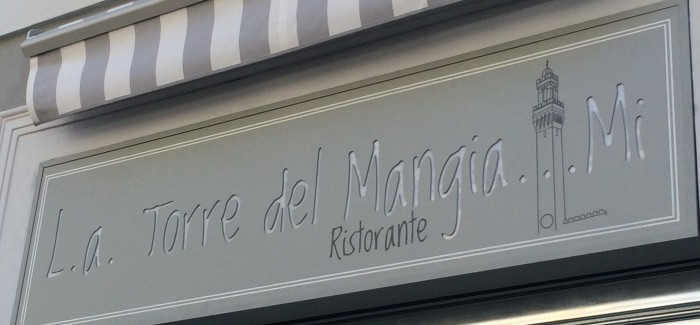 L.a. Torre del Mangia...Mi
Ristorante